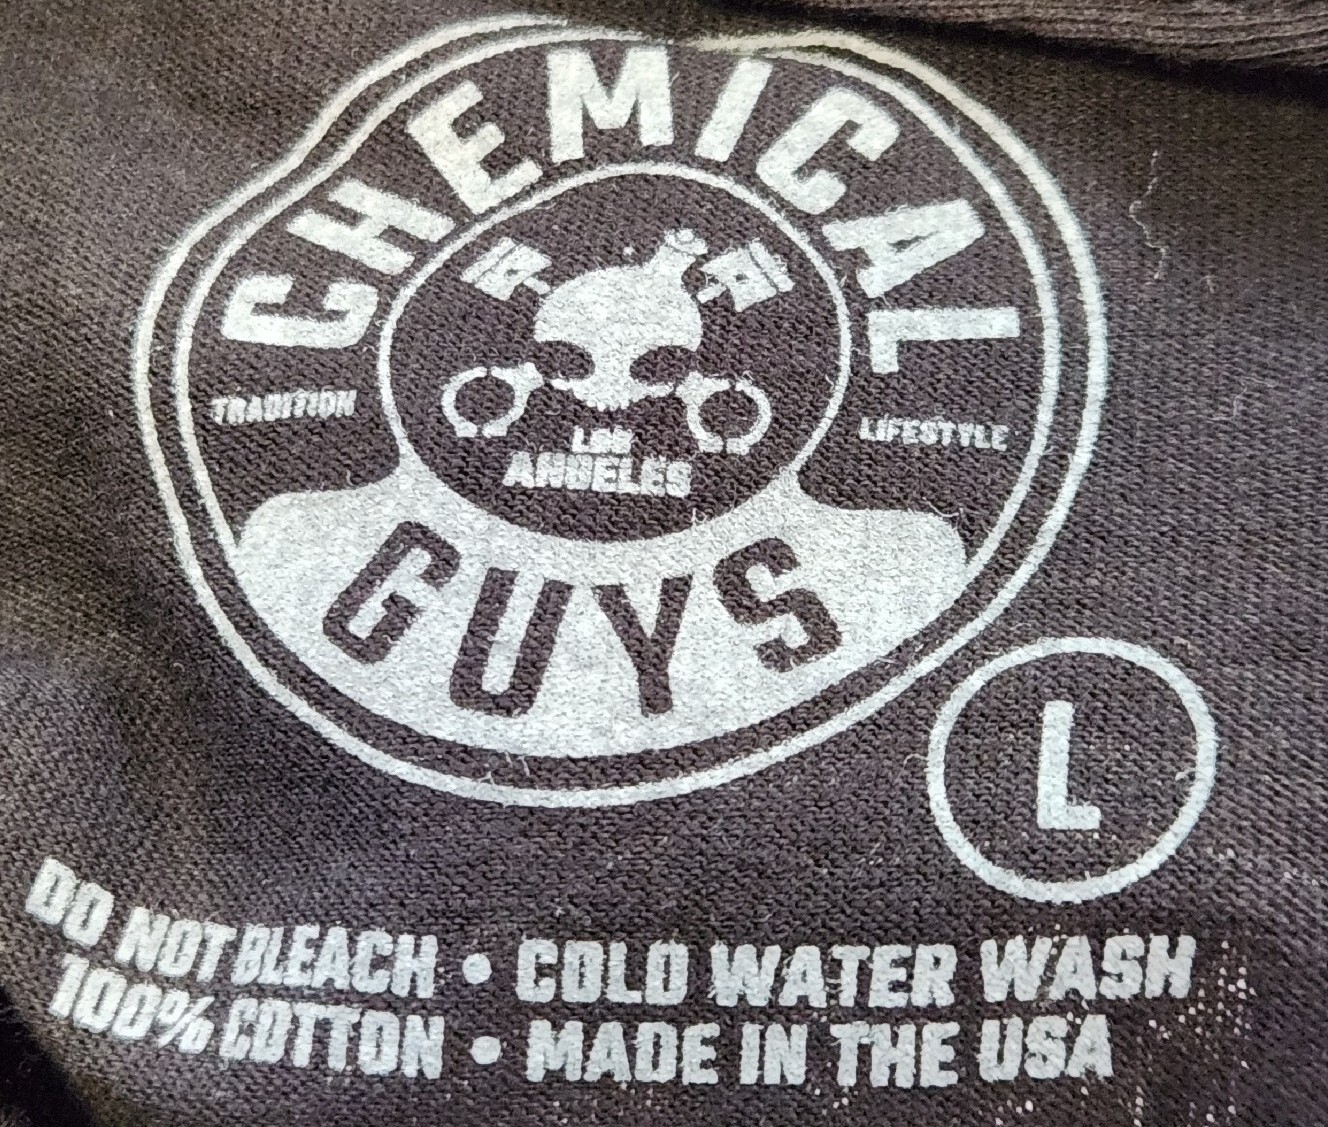 CHEMICAL
TRADITION
LIFESTYLE
LOS
ANGELES
GUYS
L
DO NOT BLEACH • COLD WATER WASH
100% COTTON • MADE IN THE USA